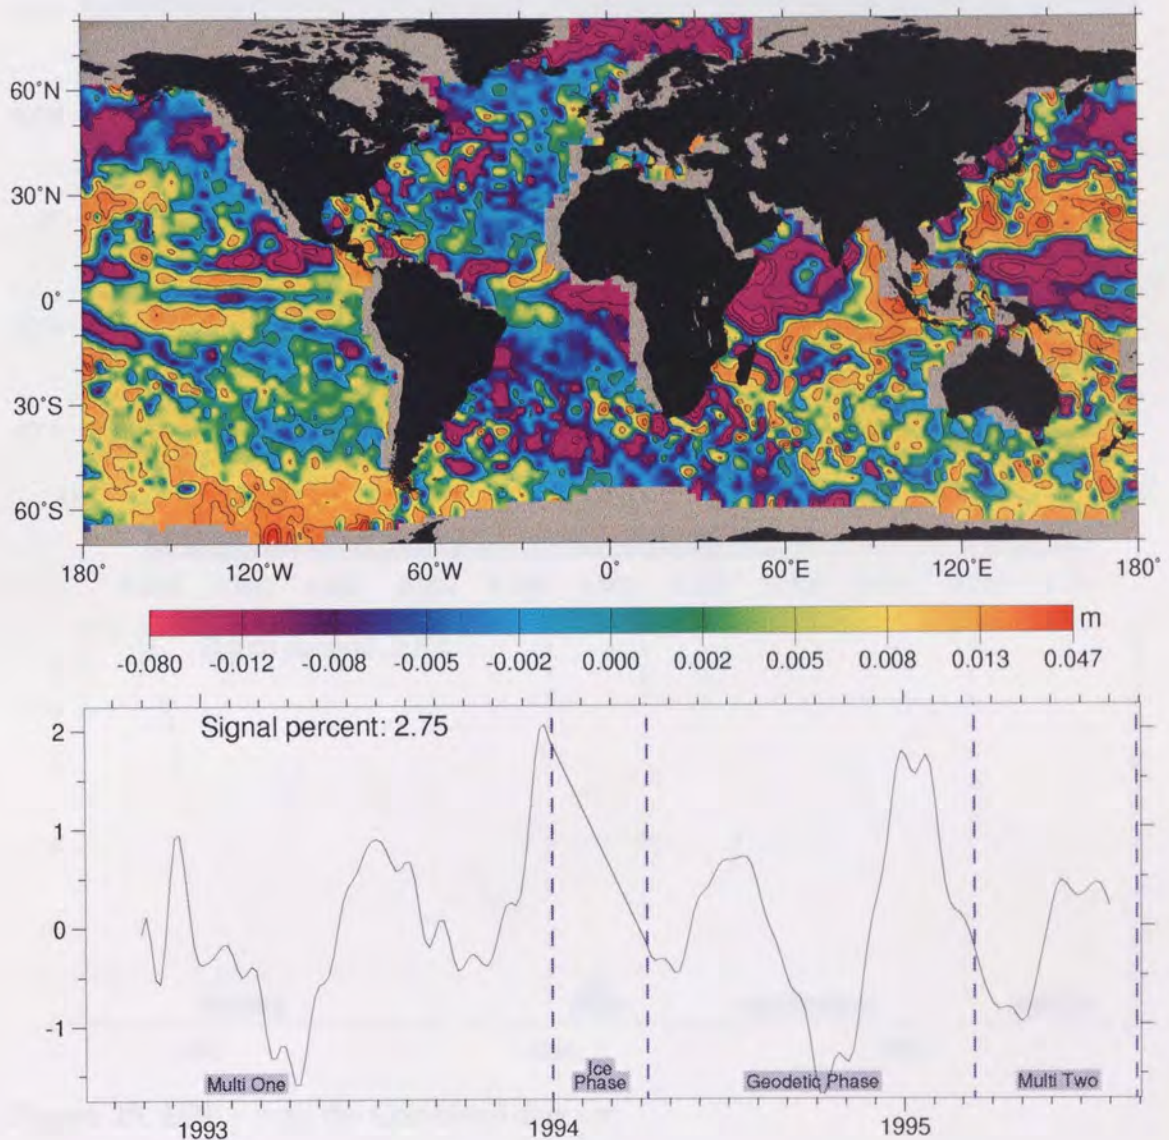 60°N
30°N
0°
30°S
60°S
180° 120°W 60°W 0° 60°E 120°E 180°
m
-0.080 -0.012 -0.008 -0.005 -0.002 0.000 0.002 0.005 0.008 0.013 0.047
Signal percent: 2.75
2
1
0
-1
Multi One
Ice
Phase
Geodetic Phase
Multi Two
1993 1994 1995